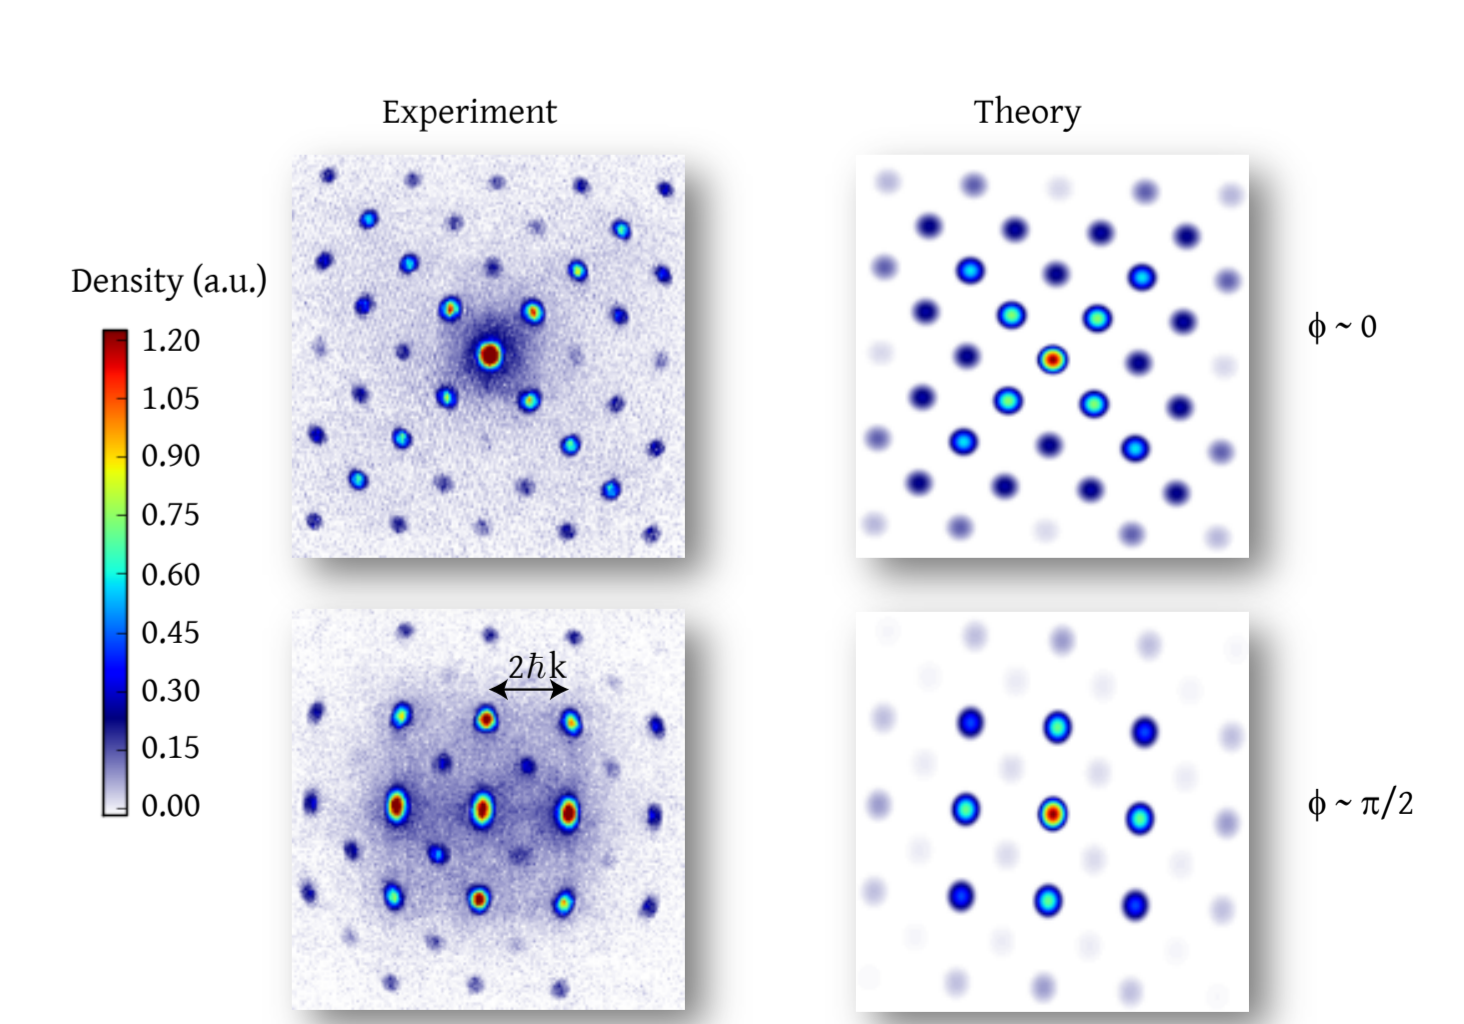 Experiment
Theory
Density (a.u.)
1.20
1.05
0.90
0.75
0.60
0.45
0.30
0.15
0.00
ϕ ~ 0
2ħk
ϕ ~ π/2